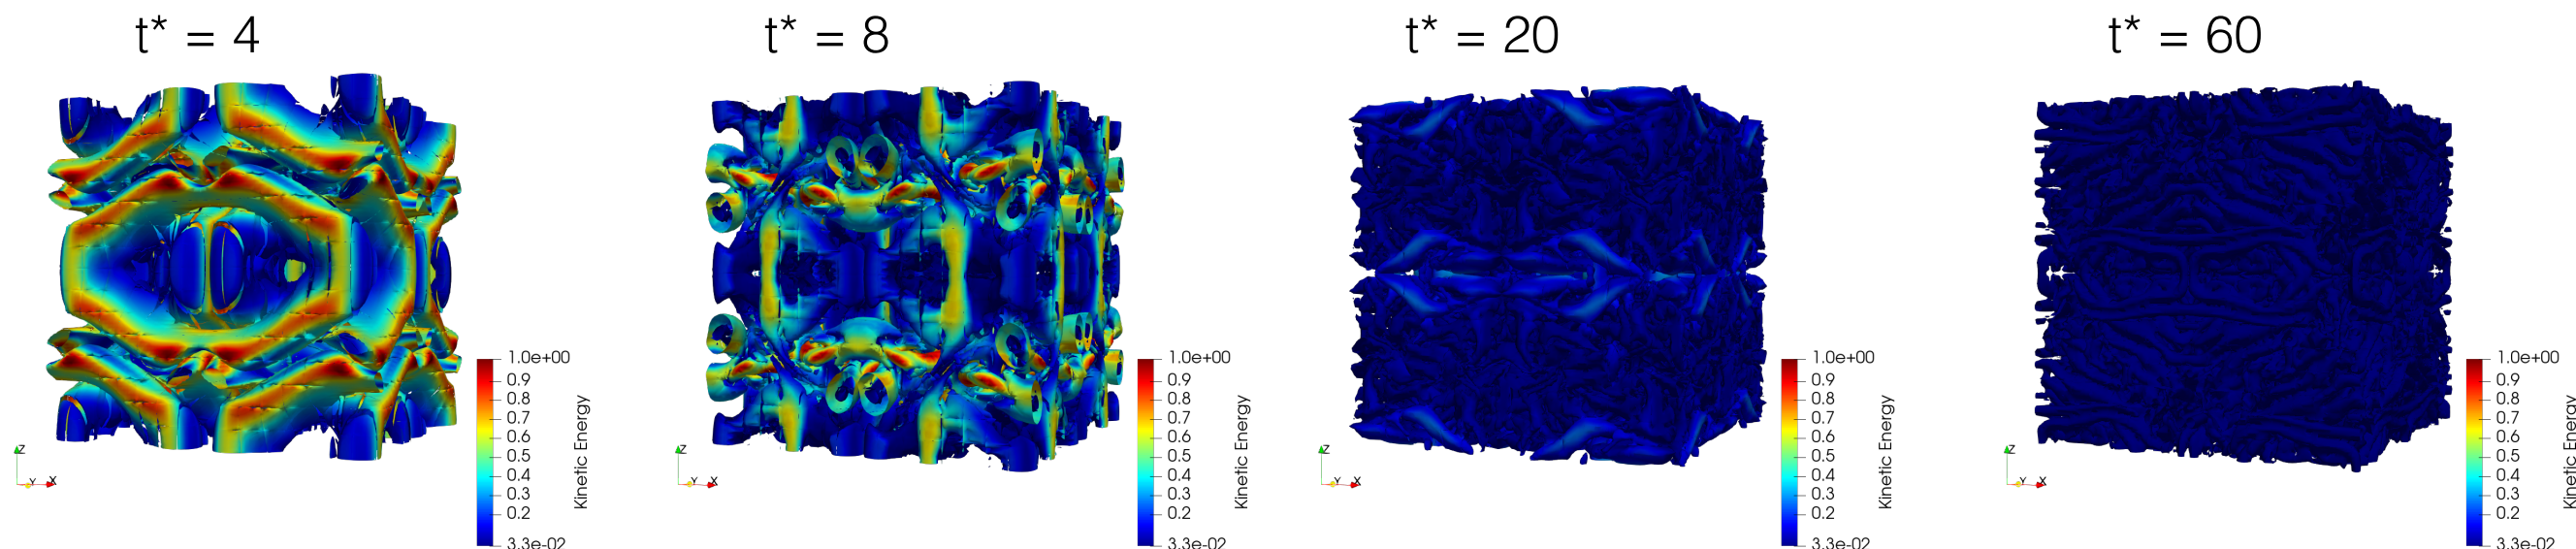 t* = 4
t* = 8
t* = 20
t* = 60
1.0e+00
0.9
0.8
0.7
0.6
0.5
0.4
0.3
0.2
3.3e-02
Kinetic Energy
Z
Y
X
1.0e+00
0.9
0.8
0.7
0.6
0.5
0.4
0.3
0.2
3.3e-02
Kinetic Energy
Z
Y
X
1.0e+00
0.9
0.8
0.7
0.6
0.5
0.4
0.3
0.2
3.3e-02
Kinetic Energy
Z
Y
X
1.0e+00
0.9
0.8
0.7
0.6
0.5
0.4
0.3
0.2
3.3e-02
Kinetic Energy
Z
Y
X